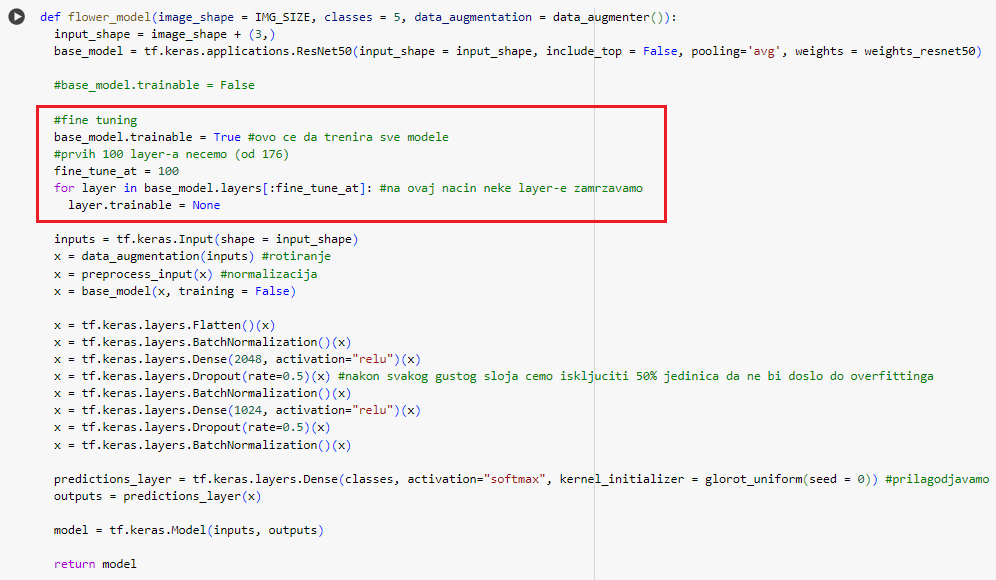 def flower_model(image_shape = IMG_SIZE, classes = 5, data_augmentation = data_augmenter()):
  input_shape = image_shape + (3,)
  base_model = tf.keras.applications.ResNet50(input_shape = input_shape, include_top = False, pooling='avg', weights = weights_resnet50)
  #base_model.trainable = False
  #fine tuning
  base_model.trainable = True #ovo ce da trenira sve modele
  #prvih 100 layer-a necemo (od 176)
  fine_tune_at = 100
  for layer in base_model.layers[:fine_tune_at]: #na ovaj nacin neke layer-e zamrzavamo
    layer.trainable = None
  inputs = tf.keras.Input(shape = input_shape)
  x = data_augmentation(inputs) #rotiranje
  x = preprocess_input(x) #normalizacija
  x = base_model(x, training = False)
  x = tf.keras.layers.Flatten()(x)
  x = tf.keras.layers.BatchNormalization()(x)
  x = tf.keras.layers.Dense(2048, activation="relu")(x)
  x = tf.keras.layers.Dropout(rate=0.5)(x) #nakon svakog gustog sloja cemo iskljuciti 50% jedinica da ne bi doslo do overfittinga
  x = tf.keras.layers.BatchNormalization()(x)
  x = tf.keras.layers.Dense(1024, activation="relu")(x)
  x = tf.keras.layers.Dropout(rate=0.5)(x)
  x = tf.keras.layers.BatchNormalization()(x)
  predictions_layer = tf.keras.layers.Dense(classes, activation="softmax", kernel_initializer = glorot_uniform(seed = 0)) #prilagodjavamo
  outputs = predictions_layer(x)
  model = tf.keras.Model(inputs, outputs)
  return model